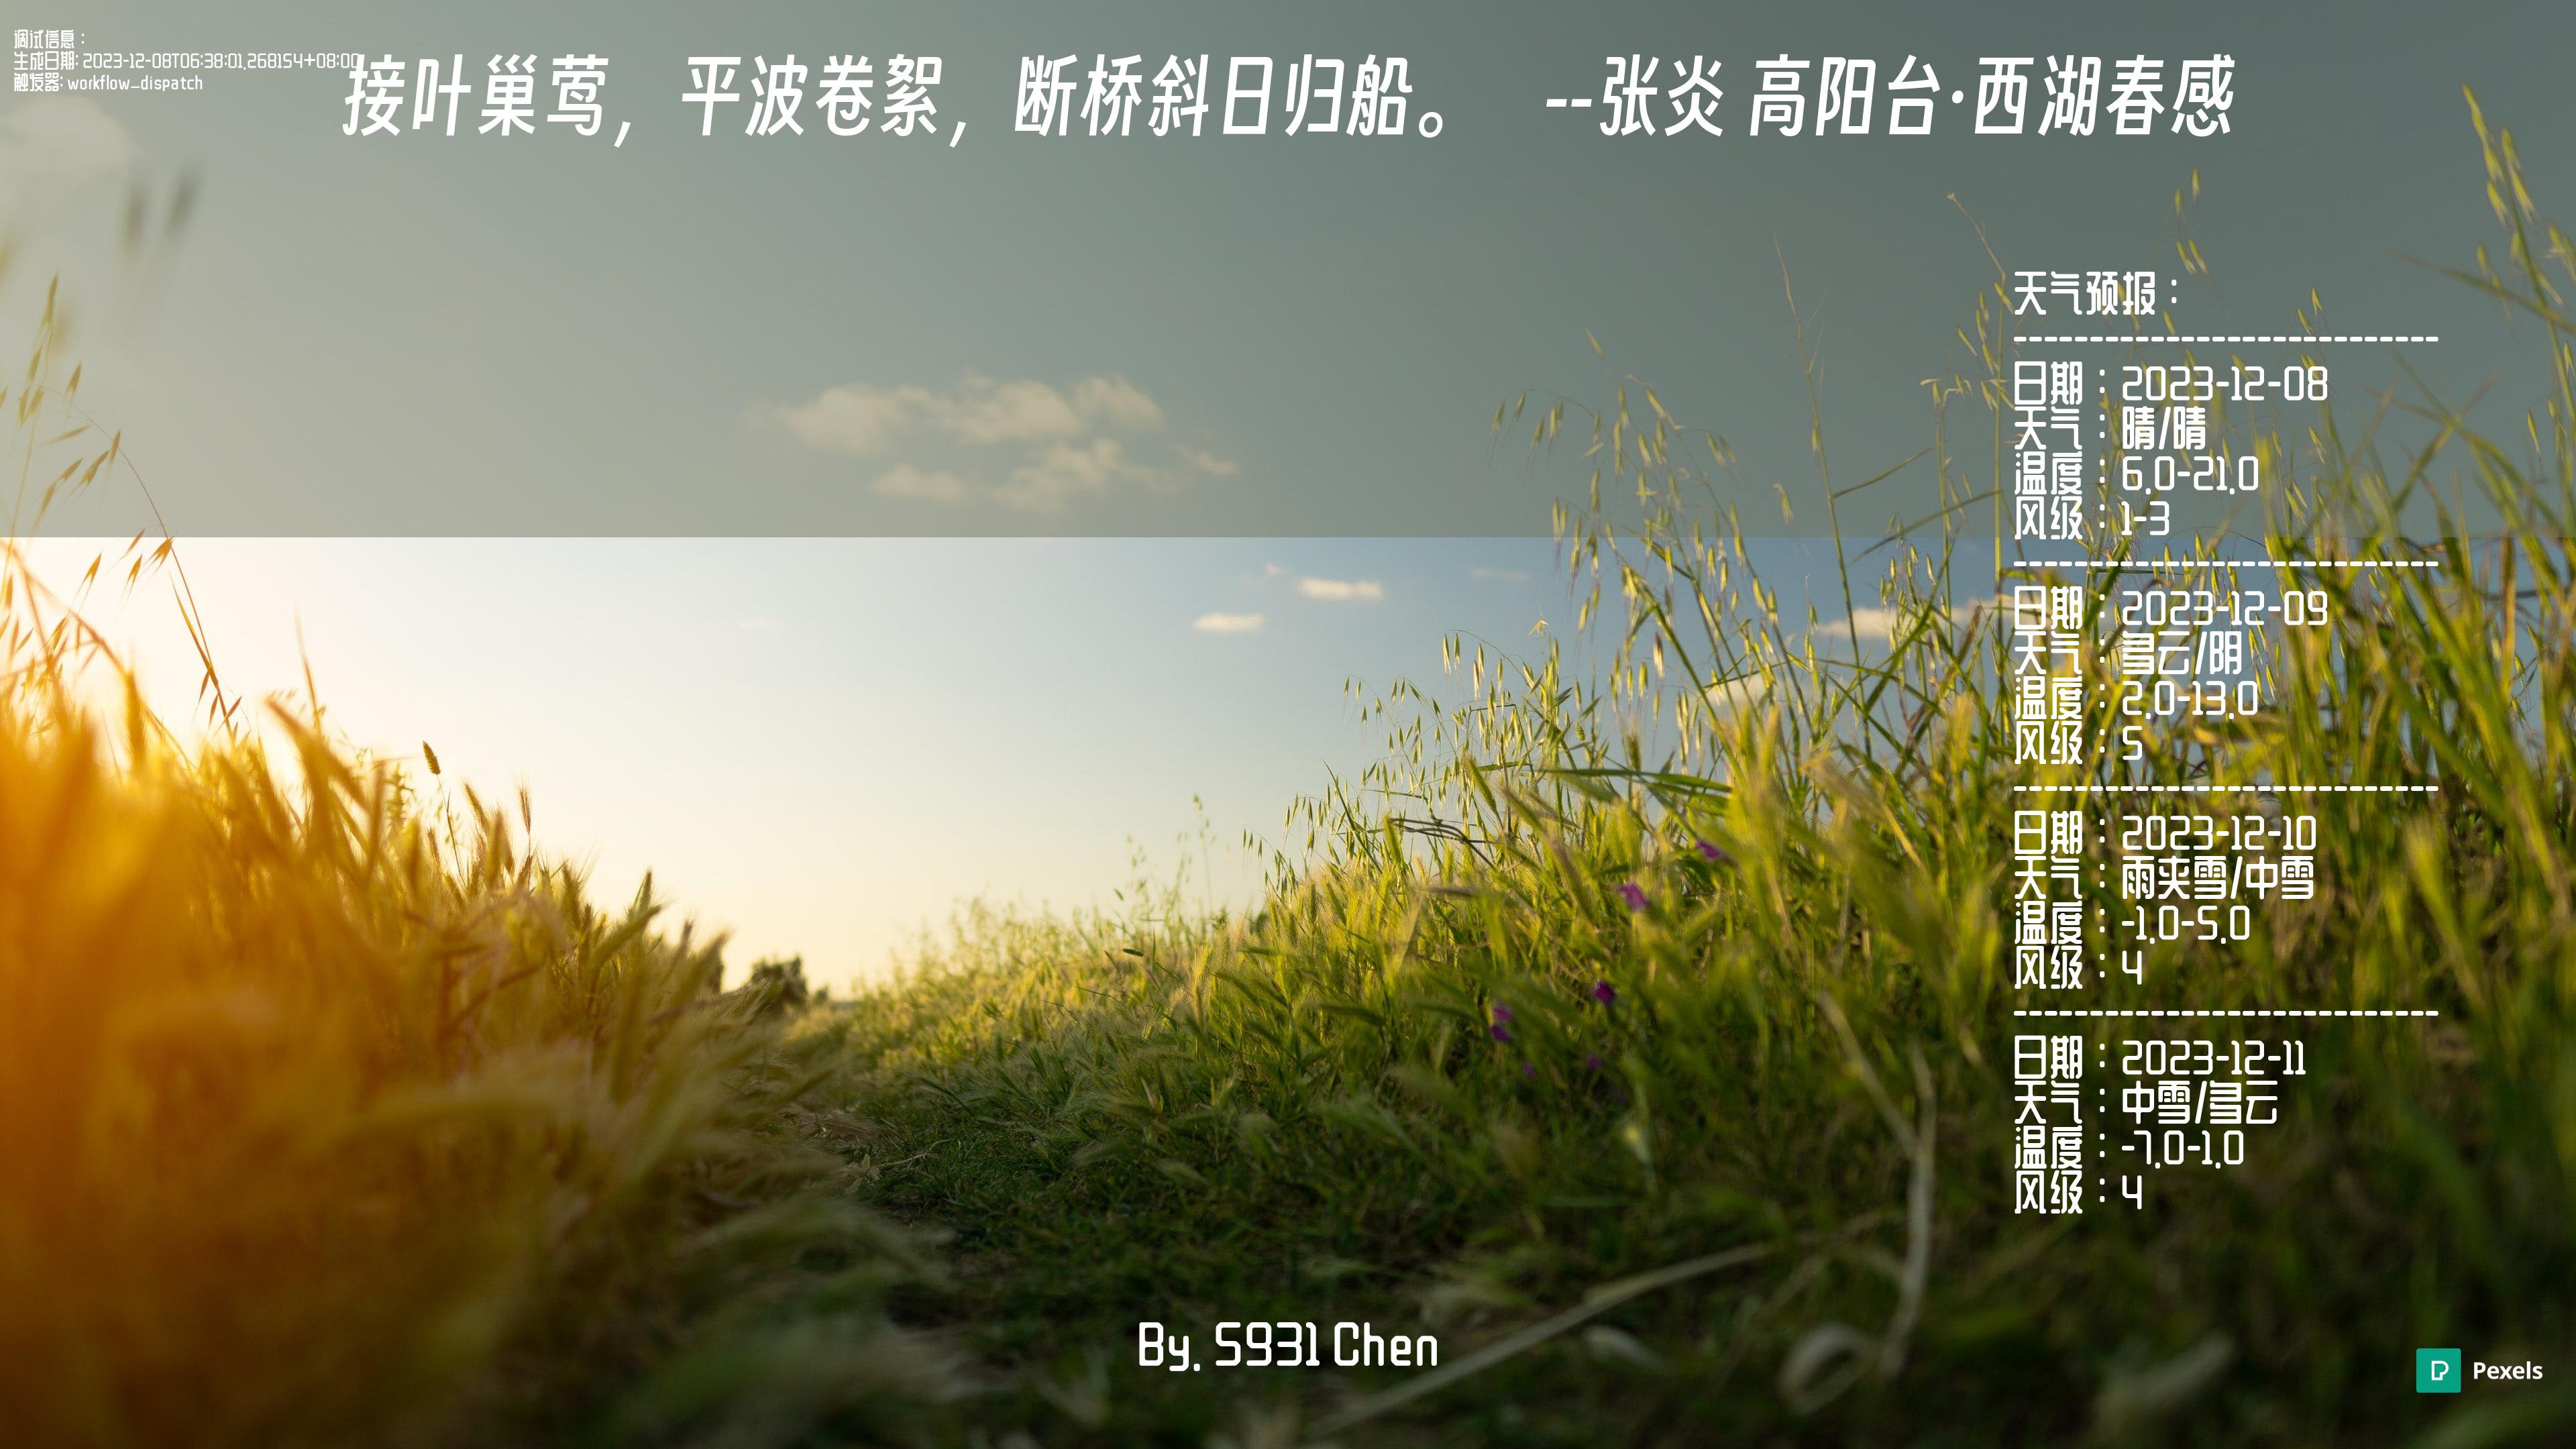 调试信息：
生成日期: 2023-12-08T06:38:01.268154+08:00
触发器: workflow_dispatch
接叶巢莺，平波卷絮，断桥斜日归船。 --张炎 高阳台·西湖春感
天气预报：
----------------------------
日期：2023-12-08
天气：晴/晴
温度：6.0-21.0
风级：1-3
----------------------------
日期：2023-12-09
天气：多云/阴
温度：2.0-13.0
风级：5
----------------------------
日期：2023-12-10
天气：雨夹雪/中雪
温度：-1.0-5.0
风级：4
----------------------------
日期：2023-12-11
天气：中雪/多云
温度：-7.0-1.0
风级：4
By. S931 Chen
Pexels